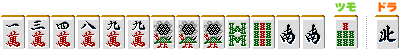 ツモ ドラ
一萬 三萬 四萬 八萬 九萬 九萬 南 南 北